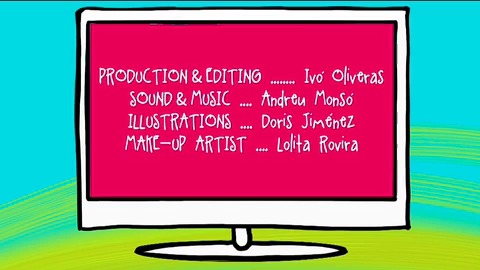 PRODUCTION & EDITING ........ Ivó Oliveras
SOUND & MUSIC .... Andreu Monsó
ILLUSTRATIONS .... Doris Jiménez
MAKE-UP ARTIST .... Lolita Rovira